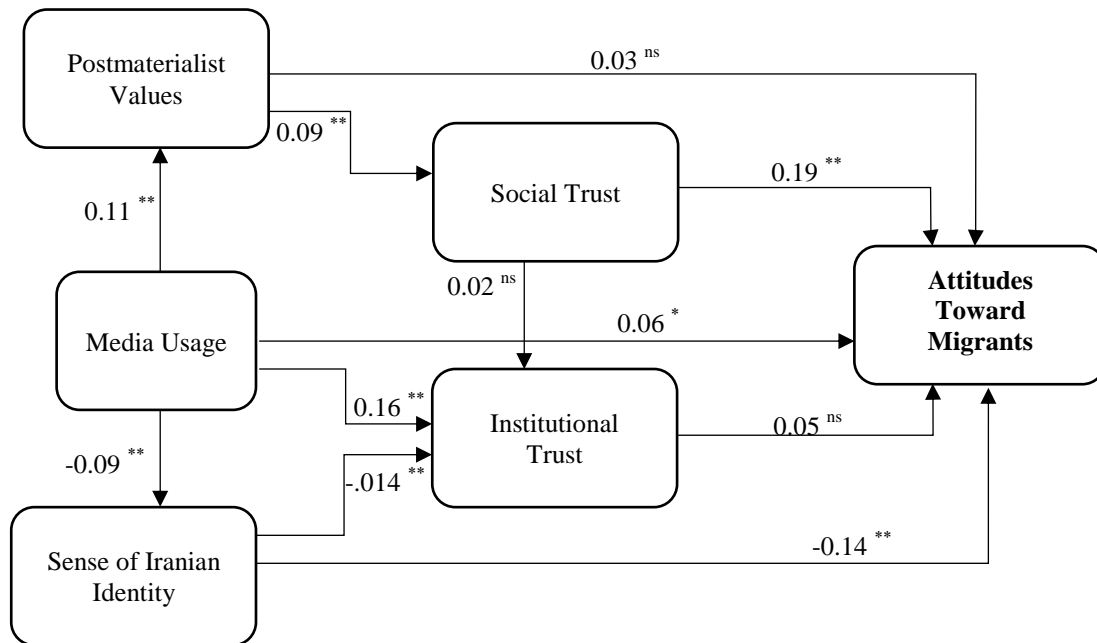 Postmaterialist
Values
0.03 ns
0.09 **
Social Trust
0.19 **
0.11 **
0.02 ns
Attitudes
Toward
Migrants
Media Usage
0.06 *
0.16 **
Institutional
Trust
0.05 ns
-0.09 **
-.014 **
Sense of Iranian
Identity
-0.14 **